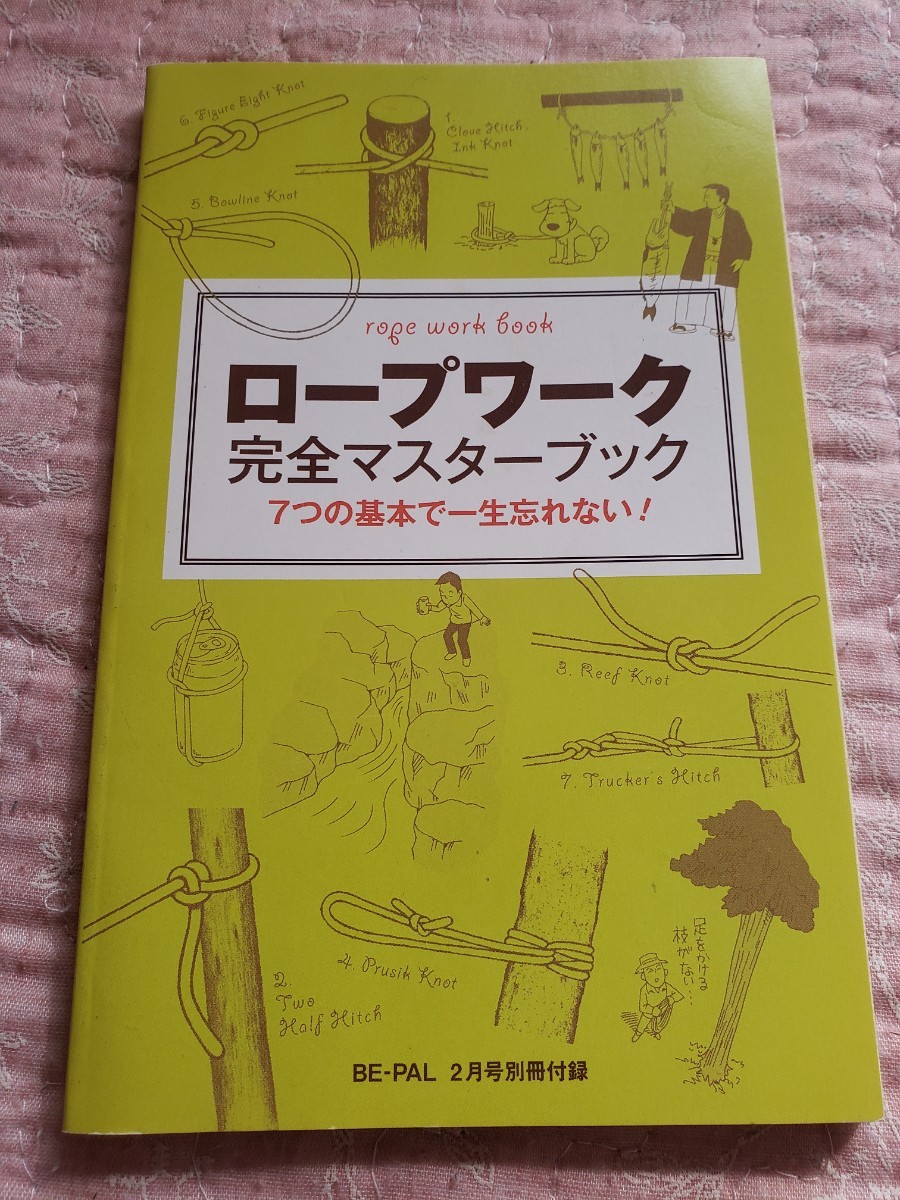 6. Figure Eight Knot
1.
Clove Hitch.
Ink Knot
5. Bowline Knot
rope work book
ロープワーク
完全マスターブック
7つの基本で一生忘れない！
3. Reef Knot
7. Trucker's Hitch
足をかける
枝がない…
4. Prusik Knot
2.
Two
Half Hitch
BE-PAL 2月号別冊付録